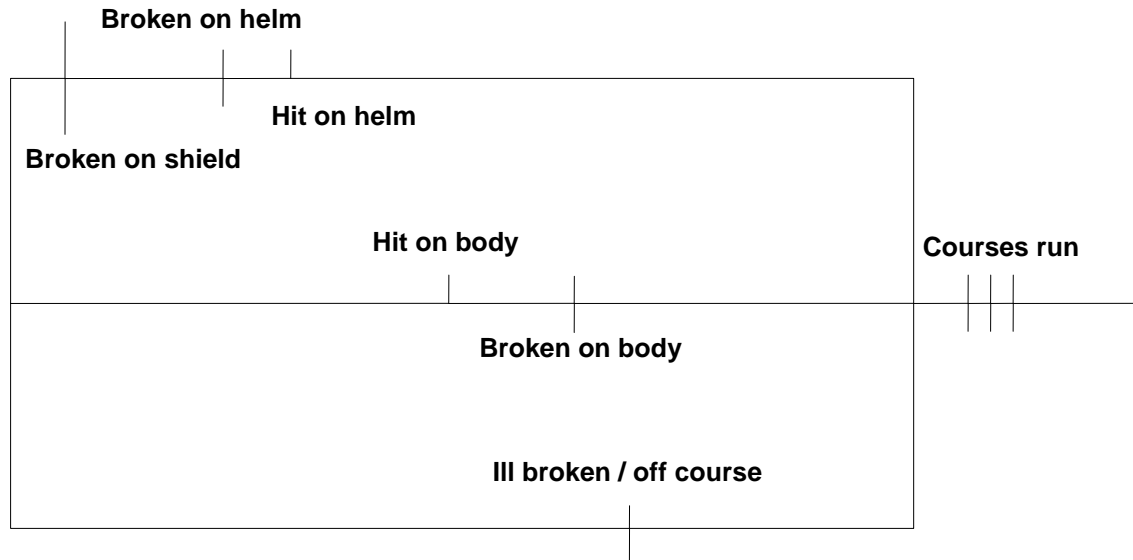 Broken on helm
Hit on helm
Broken on shield
Hit on body
Courses run
Broken on body
Ill broken / off course